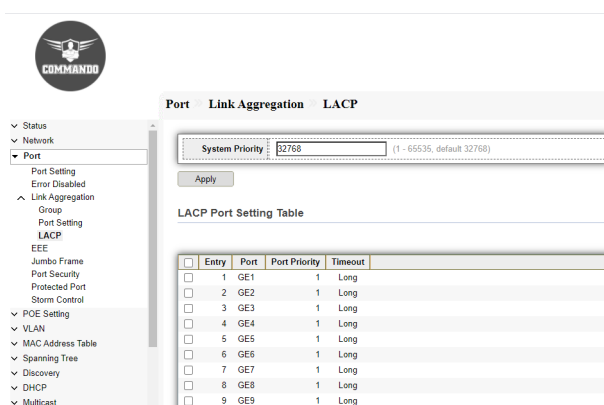 COMMANDO
Port Link Aggregation LACP
Status
Network
Port
Port Setting
Error Disabled
Link Aggregation
Group
Port Setting
LACP
EEE
Jumbo Frame
Port Security
Protected Port
Storm Control
POE Setting
VLAN
MAC Address Table
Spanning Tree
Discovery
DHCP
Multicast
System Priority 32768 (1 - 65535, default 32768)
Apply
LACP Port Setting Table
Entry Port Port Priority Timeout
1 GE1 1 Long
2 GE2 1 Long
3 GE3 1 Long
4 GE4 1 Long
5 GE5 1 Long
6 GE6 1 Long
7 GE7 1 Long
8 GE8 1 Long
9 GE9 1 Long